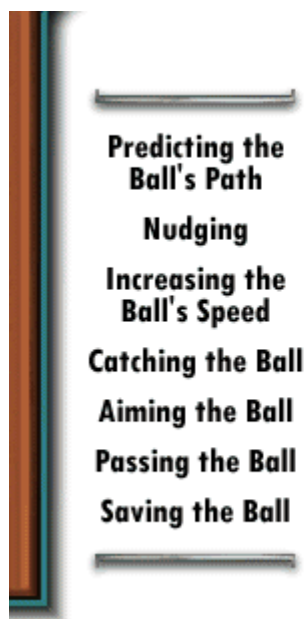 Predicting the
Ball's Path
Nudging
Increasing the
Ball's Speed
Catching the Ball
Aiming the Ball
Passing the Ball
Saving the Ball